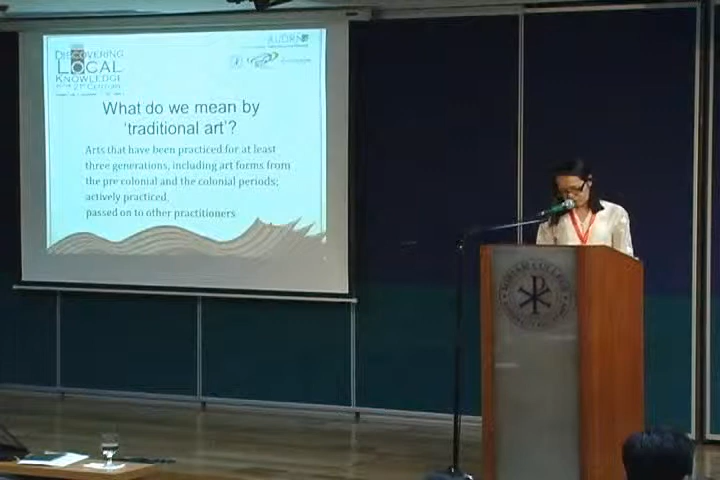 DISCOVERING
LOCAL
KNOWLEDGE
21st CENTURY
What do we mean by
'traditional art'?
Arts that have been practiced for at least
three generations, including art forms from
the pre colonial and the colonial periods;
actively practiced,
passed on to other practitioners